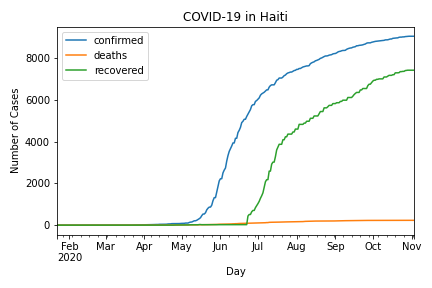 COVID-19 in Haiti
confirmed
deaths
recovered
Number of Cases
8000
6000
4000
2000
0
Feb Mar Apr May Jun Jul Aug Sep Oct Nov
2020
Day